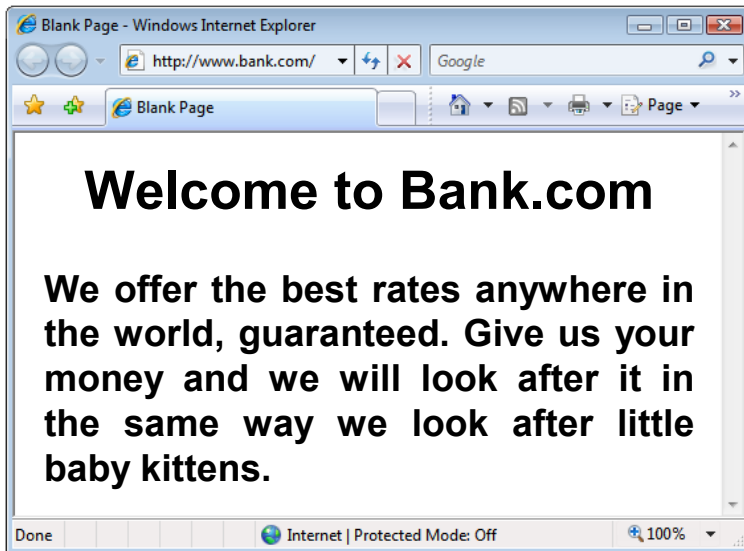 Blank Page - Windows Internet Explorer
http://www.bank.com/ Google
Blank Page Page
Welcome to Bank.com
We offer the best rates anywhere in
the world, guaranteed. Give us your
money and we will look after it in
the same way we look after little
baby kittens.
Done Internet | Protected Mode: Off 100%